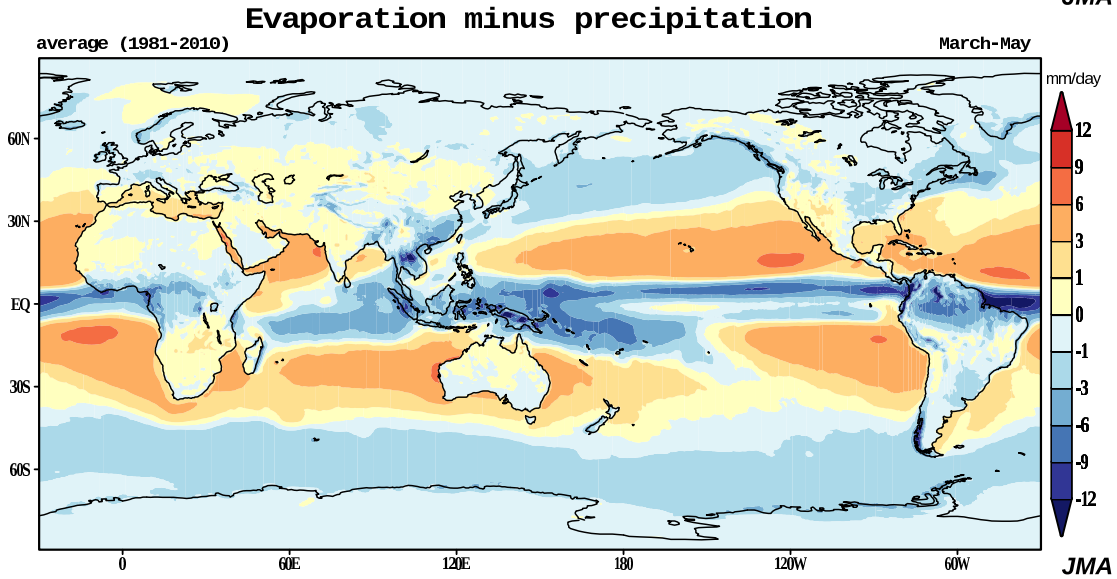 JMA
Evaporation minus precipitation
average (1981-2010)
March-May
mm/day
12
9
6
3
1
0
-1
-3
-6
-9
-12
60N
30N
EQ
30S
60S
0
60E
120E
180
120W
60W
JMA